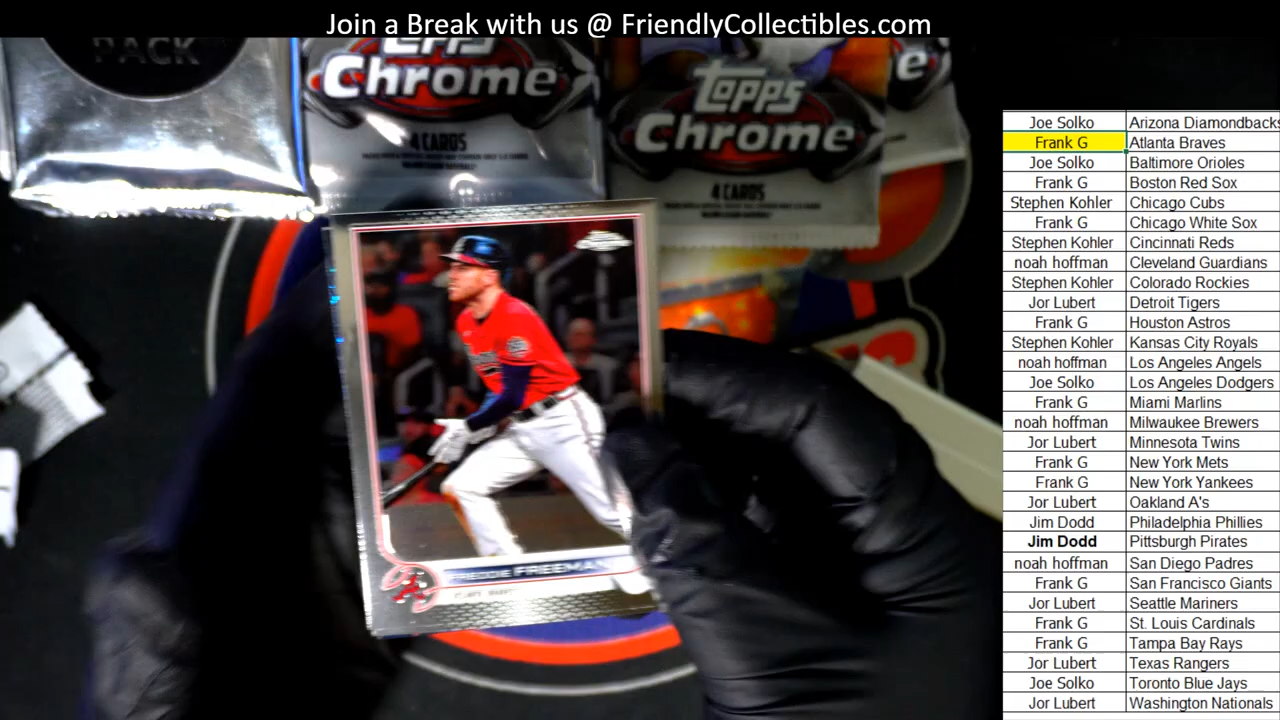 Join a Break with us @ FriendlyCollectibles.com
PACK
Topps
Chrome
4 CARDS
Topps
Chrome
4 CARDS
e
FREDDIE FREEMAN
A
Joe Solko Arizona Diamondbacks
Frank G Atlanta Braves
Joe Solko Baltimore Orioles
Frank G Boston Red Sox
Stephen Kohler Chicago Cubs
Frank G Chicago White Sox
Stephen Kohler Cincinnati Reds
noah hoffman Cleveland Guardians
Stephen Kohler Colorado Rockies
Jor Lubert Detroit Tigers
Frank G Houston Astros
Stephen Kohler Kansas City Royals
noah hoffman Los Angeles Angels
Joe Solko Los Angeles Dodgers
Frank G Miami Marlins
noah hoffman Milwaukee Brewers
Jor Lubert Minnesota Twins
Frank G New York Mets
Frank G New York Yankees
Jor Lubert Oakland A's
Jim Dodd Philadelphia Phillies
Jim Dodd Pittsburgh Pirates
noah hoffman San Diego Padres
Frank G San Francisco Giants
Jor Lubert Seattle Mariners
Frank G St. Louis Cardinals
Frank G Tampa Bay Rays
Jor Lubert Texas Rangers
Joe Solko Toronto Blue Jays
Jor Lubert Washington Nationals